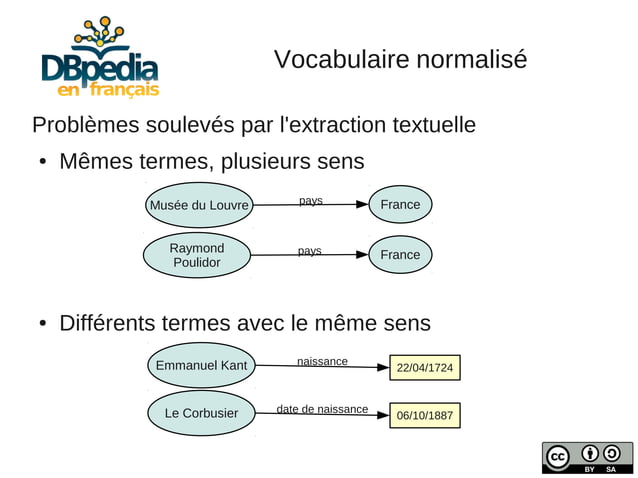 DBpedia
en français
Vocabulaire normalisé
Problèmes soulevés par l'extraction textuelle
• Mêmes termes, plusieurs sens
Musée du Louvre pays France
Raymond
Poulidor
pays France
• Différents termes avec le même sens
Emmanuel Kant naissance 22/04/1724
Le Corbusier date de naissance 06/10/1887
cc
BY SA